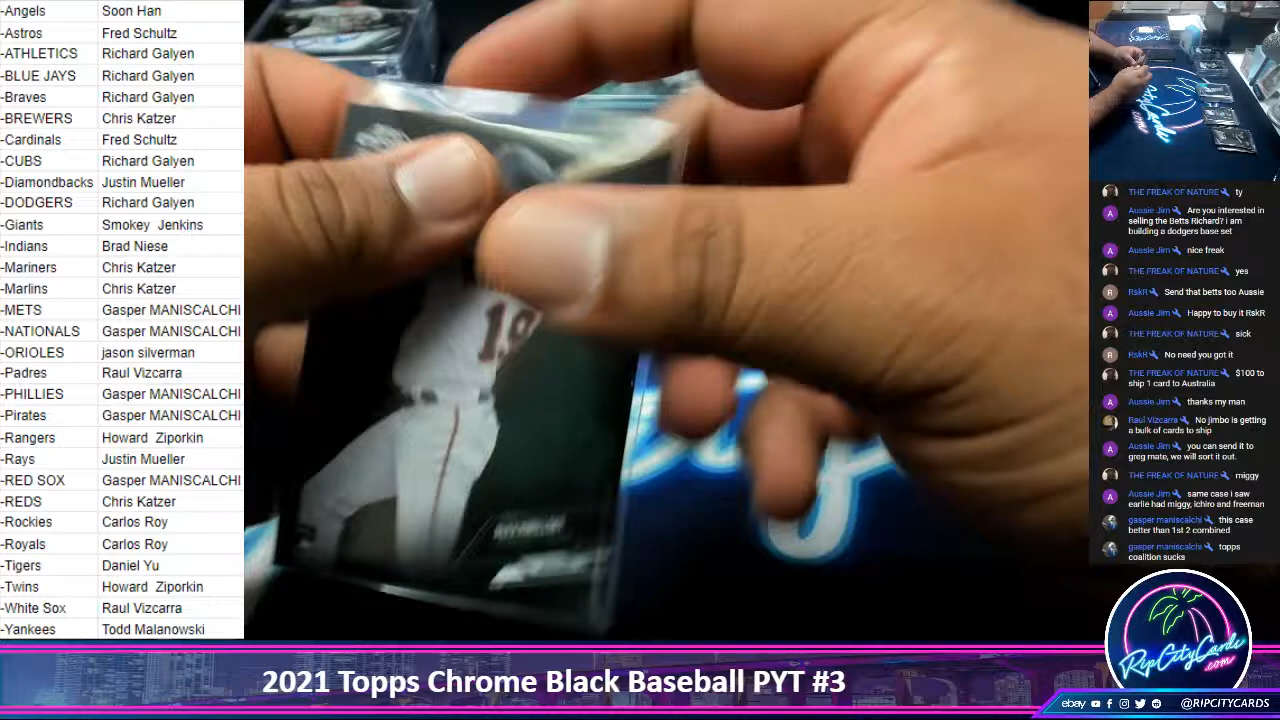 -Angels Soon Han
-Astros Fred Schultz
-ATHLETICS Richard Galyen
-BLUE JAYS Richard Galyen
-Braves Richard Galyen
-BREWERS Chris Katzer
-Cardinals Fred Schultz
-CUBS Richard Galyen
-Diamondbacks Justin Mueller
-DODGERS Richard Galyen
-Giants Smokey Jenkins
-Indians Brad Niese
-Mariners Chris Katzer
-Marlins Chris Katzer
-METS Gasper MANISCALCHI
-NATIONALS Gasper MANISCALCHI
-ORIOLES jason silverman
-Padres Raul Vizcarra
-PHILLIES Gasper MANISCALCHI
-Pirates Gasper MANISCALCHI
-Rangers Howard Ziporkin
-Rays Justin Mueller
-RED SOX Gasper MANISCALCHI
-REDS Chris Katzer
-Rockies Carlos Roy
-Royals Carlos Roy
-Tigers Daniel Yu
-Twins Howard Ziporkin
-White Sox Raul Vizcarra
-Yankees Todd Malanowski
19
THE FREAK OF NATURE ty
Aussie Jim Are you interested in
selling the Betts Richard? i am
building a dodgers base set
A Aussie Jim nice freak
THE FREAK OF NATURE yes
R RskR Send that betts too Aussie
A Aussie Jim Happy to buy it RskR
THE FREAK OF NATURE sick
R RskR No need you got it
THE FREAK OF NATURE $100 to
ship 1 card to Australia
A Aussie Jim thanks my man
Raul Vizcarra No jimbo is getting
a bulk of cards to ship
A Aussie Jim you can send it to
greg mate, we will sort it out.
THE FREAK OF NATURE miggy
A Aussie Jim same case i saw
earlie had miggy, ichiro and freeman
gasper maniscalchi this case
better than 1st 2 combined
gasper maniscalchi topps
coalition sucks
RipCityCards
.com
2021 Topps Chrome Black Baseball PYT #3
ebay @RIPCITYCARDS